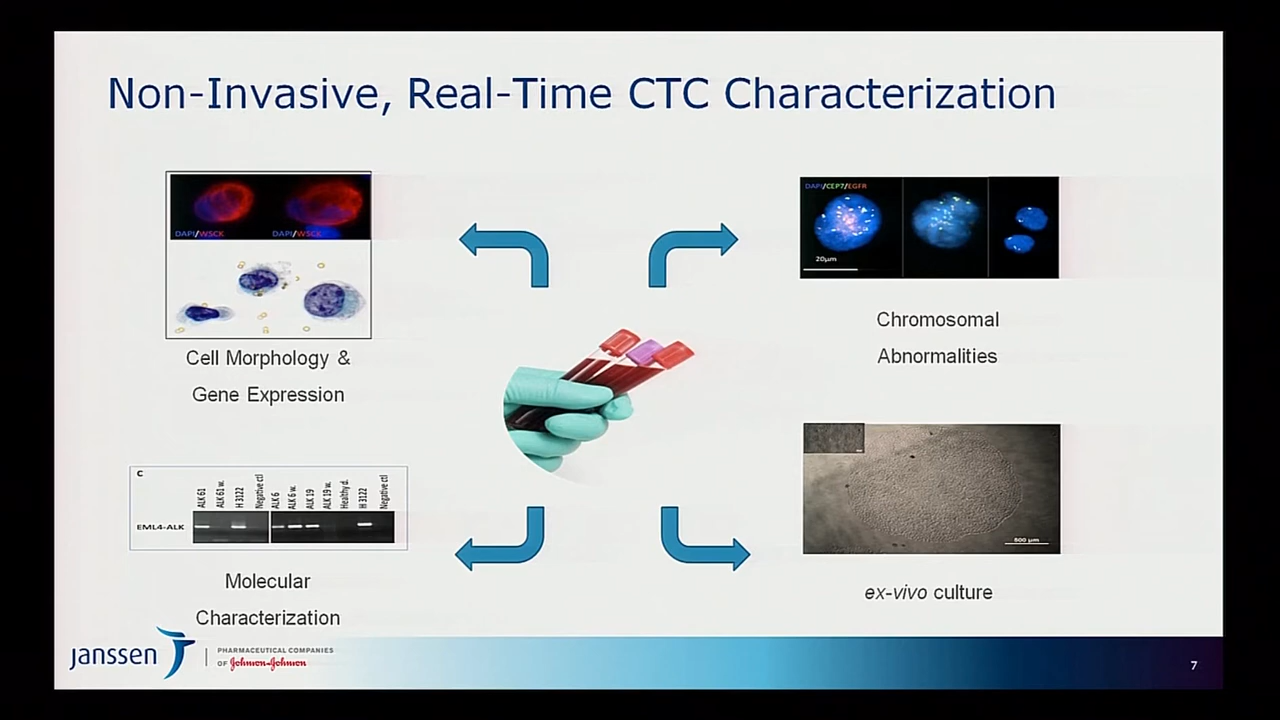 Non-Invasive, Real-Time CTC Characterization
DAPI/WSCK
DAPI/WSCK
Cell Morphology &
Gene Expression
DAPI/CEP7/EGFR
20µm
Chromosomal
Abnormalities
C
ALK 61
ALK 61 w.
H 3122
Negative ctl
ALK 6
ALK 6 w.
ALK 19
ALK 19 w.
Healthy d.
H 3122
Negative ctl
EML4-ALK
Molecular
Characterization
500 µm
ex-vivo culture
janssen
PHARMACEUTICAL COMPANIES
OF Johnson-Johnson
7